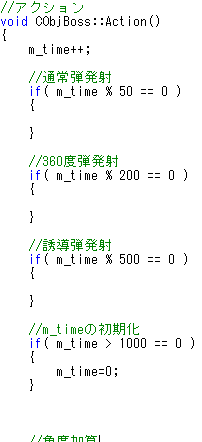 //アクション
void CObjBoss::Action()
{
    m_time++;

    //通常弾発射
    if( m_time % 50 == 0 )
    {

    }

    //360度弾発射
    if( m_time % 200 == 0 )
    {

    }

    //誘導弾発射
    if( m_time % 500 == 0 )
    {

    }

    //m_timeの初期化
    if( m_time > 1000 == 0 )
    {
        m_time=0;
    }

    //角度加算